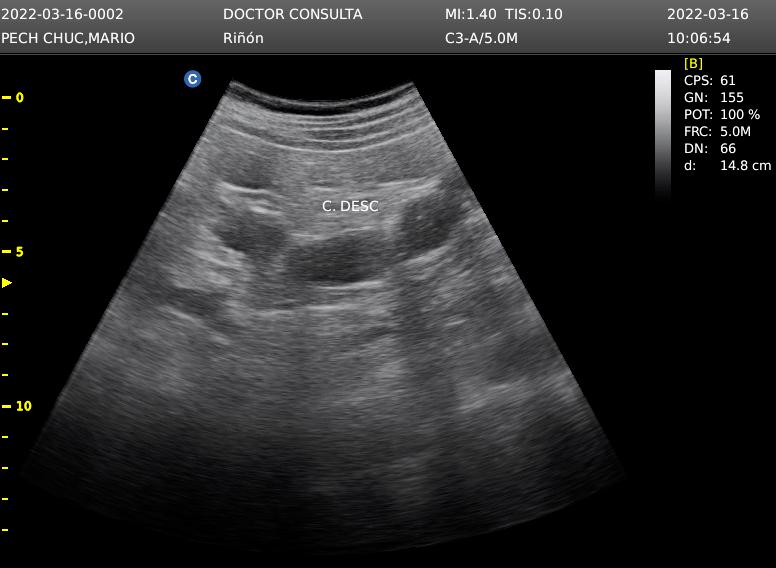 2022-03-16-0002 DOCTOR CONSULTA MI:1.40 TIS:0.10 2022-03-16
PECH CHUC,MARIO Riñón C3-A/5.0M 10:06:54
[B]
CPS: 61
GN: 155
POT: 100 %
FRC: 5.0M
DN: 66
d: 14.8 cm
C
0
C. DESC
5
10